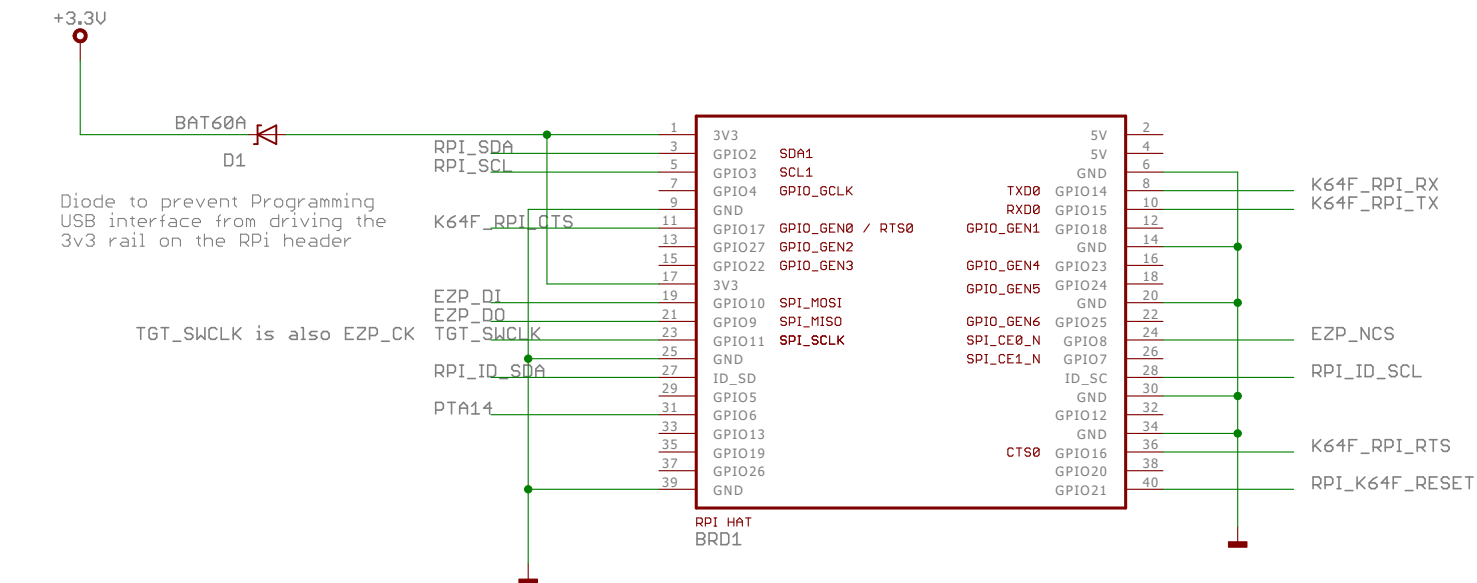 +3.3V
BAT60A
D1
Diode to prevent Programming
USB interface from driving the
3v3 rail on the RPi header
RPI_SDA
RPI_SCL
K64F_RPI_CTS
EZP_DI
EZP_DO
TGT_SWCLK is also EZP_CK TGT_SWCLK
RPI_ID_SDA
PTA14
1 3V3 5V 2
3 GPIO2 SDA1 5V 4
5 GPIO3 SCL1 GND 6
7 GPIO4 GPIO_GCLK TXD0 GPIO14 8
9 GND RXD0 GPIO15 10
11 GPIO17 GPIO_GEN0 / RTS0 GPIO_GEN1 GPIO18 12
13 GPIO27 GPIO_GEN2 GND 14
15 GPIO22 GPIO_GEN3 GPIO_GEN4 GPIO23 16
17 3V3 GPIO_GEN5 GPIO24 18
19 GPIO10 SPI_MOSI GND 20
21 GPIO9 SPI_MISO GPIO_GEN6 GPIO25 22
23 GPIO11 SPI_SCLK SPI_CE0_N GPIO8 24
25 GND SPI_CE1_N GPIO7 26
27 ID_SD ID_SC 28
29 GPIO5 GND 30
31 GPIO6 GPIO12 32
33 GPIO13 GND 34
35 GPIO19 CTS0 GPIO16 36
37 GPIO26 GPIO20 38
39 GND GPIO21 40
RPI HAT
BRD1
K64F_RPI_RX
K64F_RPI_TX
EZP_NCS
RPI_ID_SCL
K64F_RPI_RTS
RPI_K64F_RESET